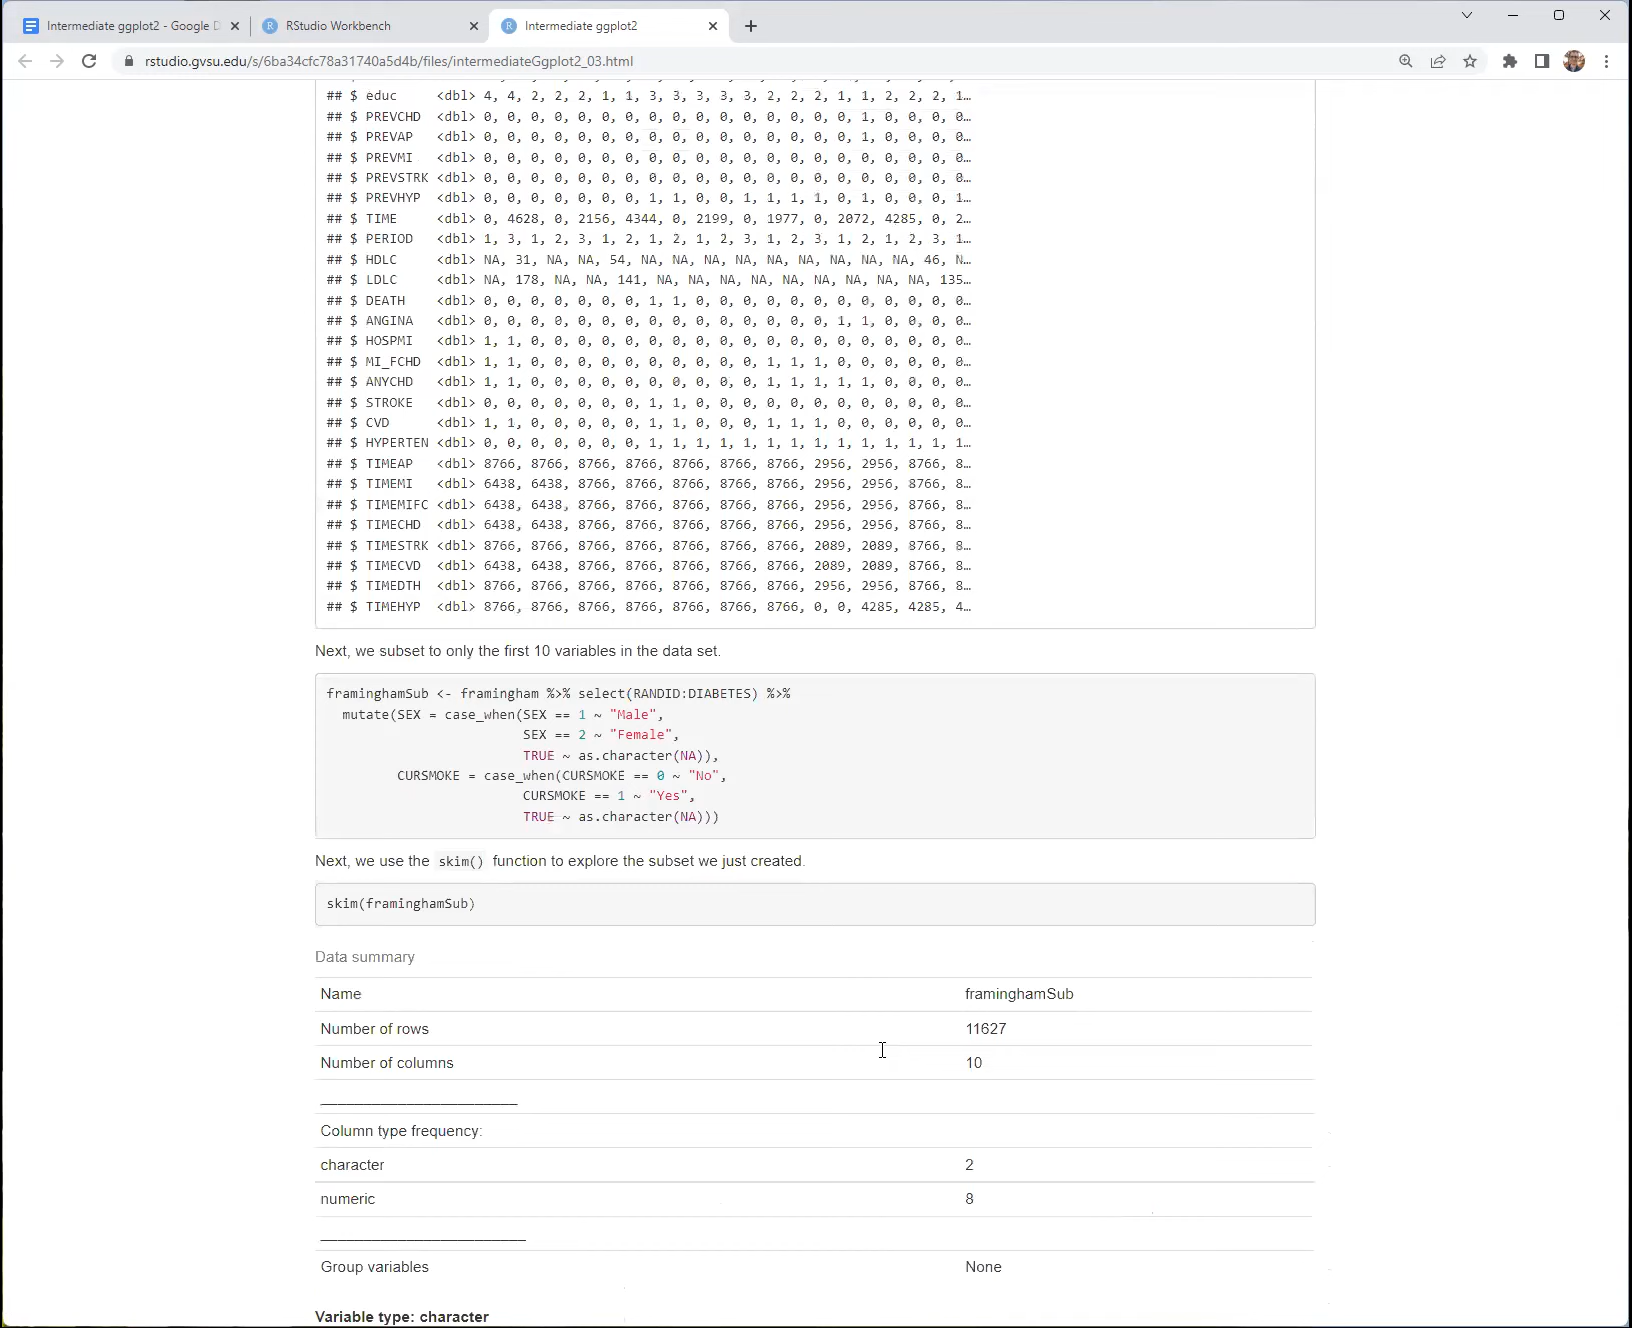 Intermediate ggplot2 - Google D
RStudio Workbench
Intermediate ggplot2
rstudio.gvsu.edu/s/6ba34cfc78a31740a5d4b/files/intermediateGgplot2_03.html
## $ educ <dbl> 4, 4, 2, 2, 2, 1, 1, 3, 3, 3, 3, 3, 2, 2, 2, 1, 1, 2, 2, 2, 1…
## $ PREVCHD <dbl> 0, 0, 0, 0, 0, 0, 0, 0, 0, 0, 0, 0, 0, 0, 0, 0, 1, 0, 0, 0, 0…
## $ PREVAP <dbl> 0, 0, 0, 0, 0, 0, 0, 0, 0, 0, 0, 0, 0, 0, 0, 0, 1, 0, 0, 0, 0…
## $ PREVMI <dbl> 0, 0, 0, 0, 0, 0, 0, 0, 0, 0, 0, 0, 0, 0, 0, 0, 0, 0, 0, 0, 0…
## $ PREVSTRK <dbl> 0, 0, 0, 0, 0, 0, 0, 0, 0, 0, 0, 0, 0, 0, 0, 0, 0, 0, 0, 0, 0…
## $ PREVHYP <dbl> 0, 0, 0, 0, 0, 0, 0, 1, 1, 0, 0, 1, 1, 1, 1, 0, 1, 0, 0, 0, 1…
## $ TIME <dbl> 0, 4628, 0, 2156, 4344, 0, 2199, 0, 1977, 0, 2072, 4285, 0, 2…
## $ PERIOD <dbl> 1, 3, 1, 2, 3, 1, 2, 1, 2, 1, 2, 3, 1, 2, 3, 1, 2, 1, 2, 3, 1…
## $ HDLC <dbl> NA, 31, NA, NA, 54, NA, NA, NA, NA, NA, NA, NA, NA, NA, 46, N…
## $ LDLC <dbl> NA, 178, NA, NA, 141, NA, NA, NA, NA, NA, NA, NA, NA, NA, 135…
## $ DEATH <dbl> 0, 0, 0, 0, 0, 0, 0, 1, 1, 0, 0, 0, 0, 0, 0, 0, 0, 0, 0, 0, 0…
## $ ANGINA <dbl> 0, 0, 0, 0, 0, 0, 0, 0, 0, 0, 0, 0, 0, 0, 0, 1, 1, 0, 0, 0, 0…
## $ HOSPMI <dbl> 1, 1, 0, 0, 0, 0, 0, 0, 0, 0, 0, 0, 0, 0, 0, 0, 0, 0, 0, 0, 0…
## $ MI_FCHD <dbl> 1, 1, 0, 0, 0, 0, 0, 0, 0, 0, 0, 0, 1, 1, 1, 0, 0, 0, 0, 0, 0…
## $ ANYCHD <dbl> 1, 1, 0, 0, 0, 0, 0, 0, 0, 0, 0, 0, 1, 1, 1, 1, 1, 0, 0, 0, 0…
## $ STROKE <dbl> 0, 0, 0, 0, 0, 0, 0, 1, 1, 0, 0, 0, 0, 0, 0, 0, 0, 0, 0, 0, 0…
## $ CVD <dbl> 1, 1, 0, 0, 0, 0, 0, 1, 1, 0, 0, 0, 1, 1, 1, 0, 0, 0, 0, 0, 0…
## $ HYPERTEN <dbl> 0, 0, 0, 0, 0, 0, 0, 1, 1, 1, 1, 1, 1, 1, 1, 1, 1, 1, 1, 1, 1…
## $ TIMEAP <dbl> 8766, 8766, 8766, 8766, 8766, 8766, 8766, 2956, 2956, 8766, 8…
## $ TIMEMI <dbl> 6438, 6438, 8766, 8766, 8766, 8766, 8766, 2956, 2956, 8766, 8…
## $ TIMEMIFC <dbl> 6438, 6438, 8766, 8766, 8766, 8766, 8766, 2956, 2956, 8766, 8…
## $ TIMECHD <dbl> 6438, 6438, 8766, 8766, 8766, 8766, 8766, 2956, 2956, 8766, 8…
## $ TIMESTRK <dbl> 8766, 8766, 8766, 8766, 8766, 8766, 8766, 2089, 2089, 8766, 8…
## $ TIMECVD <dbl> 6438, 6438, 8766, 8766, 8766, 8766, 8766, 2089, 2089, 8766, 8…
## $ TIMEDTH <dbl> 8766, 8766, 8766, 8766, 8766, 8766, 8766, 2956, 2956, 8766, 8…
## $ TIMEHYP <dbl> 8766, 8766, 8766, 8766, 8766, 8766, 8766, 0, 0, 4285, 4285, 4…
Next, we subset to only the first 10 variables in the data set.
framinghamSub <- framingham %>% select(RANDID:DIABETES) %>%
mutate(SEX = case_when(SEX == 1 ~ "Male",
SEX == 2 ~ "Female",
TRUE ~ as.character(NA)),
CURSMOKE = case_when(CURSMOKE == 0 ~ "No",
CURSMOKE == 1 ~ "Yes",
TRUE ~ as.character(NA)))
Next, we use the skim() function to explore the subset we just created.
skim(framinghamSub)
Data summary
Name framinghamSub
Number of rows 11627
Number of columns 10
_______________________
Column type frequency:
character 2
numeric 8
________________________
Group variables None
Variable type: character